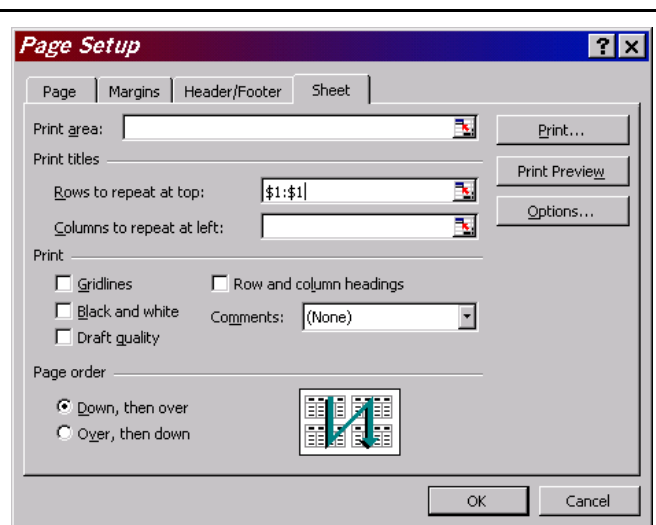 Page Setup ? ×
Page Margins Header/Footer Sheet
Print area: Print...
Print titles Print Preview
Rows to repeat at top: $1:$1
Columns to repeat at left: Options...
Print
Gridlines Row and column headings
Black and white Comments: (None)
Draft quality
Page order
Down, then over
Over, then down
OK Cancel